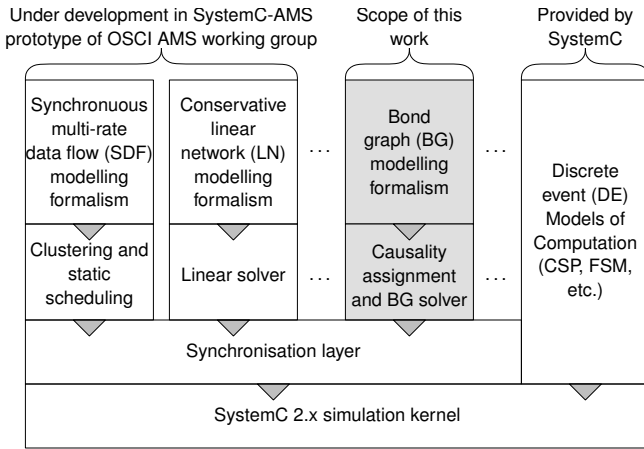 Under development in SystemC-AMS
prototype of OSCI AMS working group
Scope of this
work
Provided by
SystemC
Synchronuous
multi-rate
data flow (SDF)
modelling
formalism
Conservative
linear
network (LN)
modelling
formalism
...
Bond
graph (BG)
modelling
formalism
...
Discrete
event (DE)
Models of
Computation
(CSP, FSM,
etc.)
Clustering and
static
scheduling
Linear solver
...
Causality
assignment
and BG solver
...
Synchronisation layer
SystemC 2.x simulation kernel